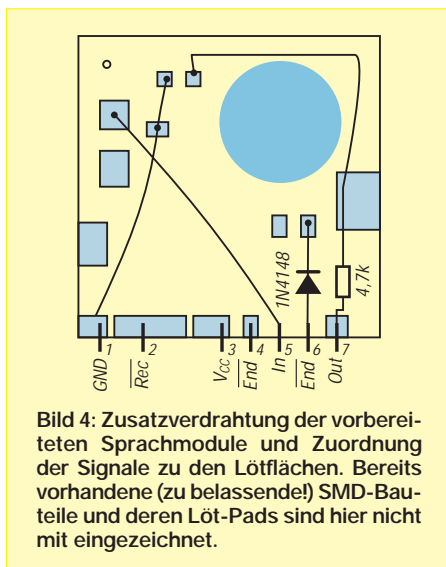 1N4148
4,7k
GND 1
Rec 2
Vcc 3
End 4
In 5
End 6
Out 7
Bild 4: Zusatzverdrahtung der vorberei-
teten Sprachmodule und Zuordnung
der Signale zu den Lötflächen. Bereits
vorhandene (zu belassende!) SMD-Bau-
teile und deren Löt-Pads sind hier nicht
mit eingezeichnet.